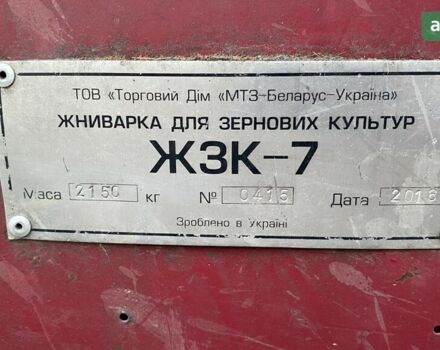 ТОВ «Торговий Дім «МТЗ-Беларус-Україна»
ЖНИВАРКА ДЛЯ ЗЕРНОВИХ КУЛЬТУР
ЖЗК-7
Маса 2150 кг № 0415 Дата 2016
Зроблено в Україні